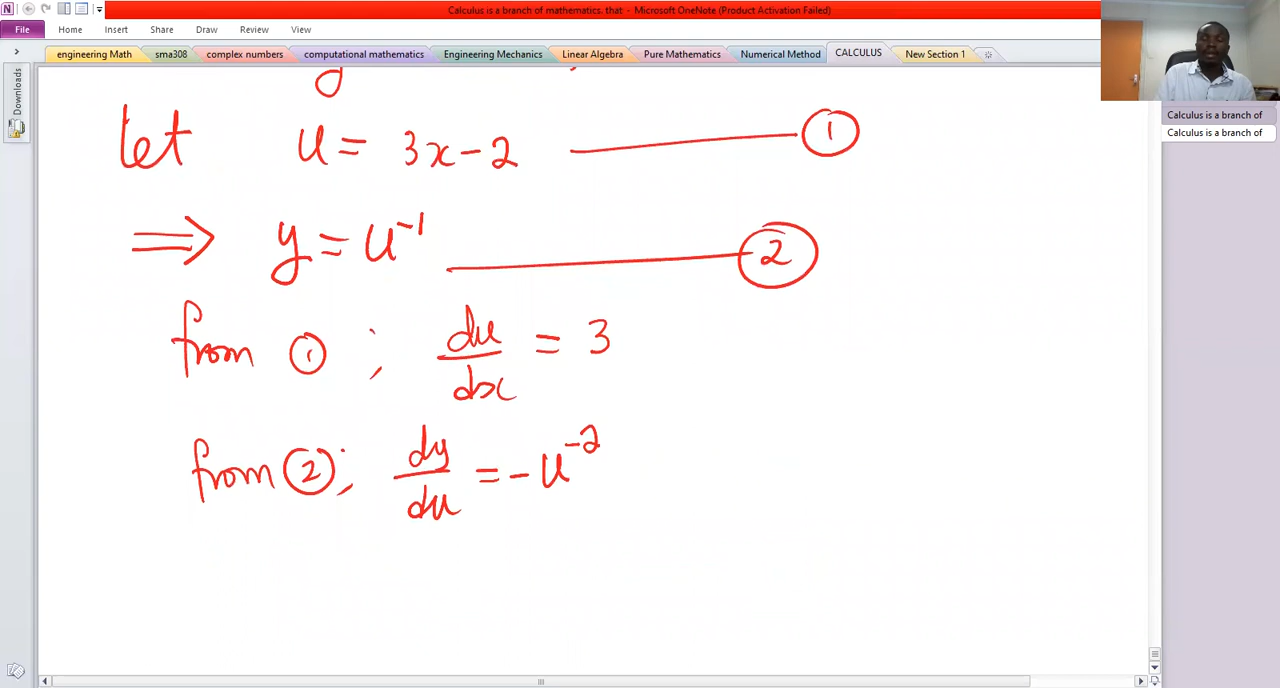 Calculus is a branch of mathematics. that - Microsoft OneNote (Product Activation Failed)
File Home Insert Share Draw Review View
engineering Math sma308 complex numbers computational mathematics Engineering Mechanics Linear Algebra Pure Mathematics Numerical Method CALCULUS New Section 1
Downloads
Calculus is a branch of
Calculus is a branch of
let u = 3x - 2 ①
⟹ y = u⁻¹ ②
from ① ; du/dx = 3
from ② ; dy/du = -u⁻²